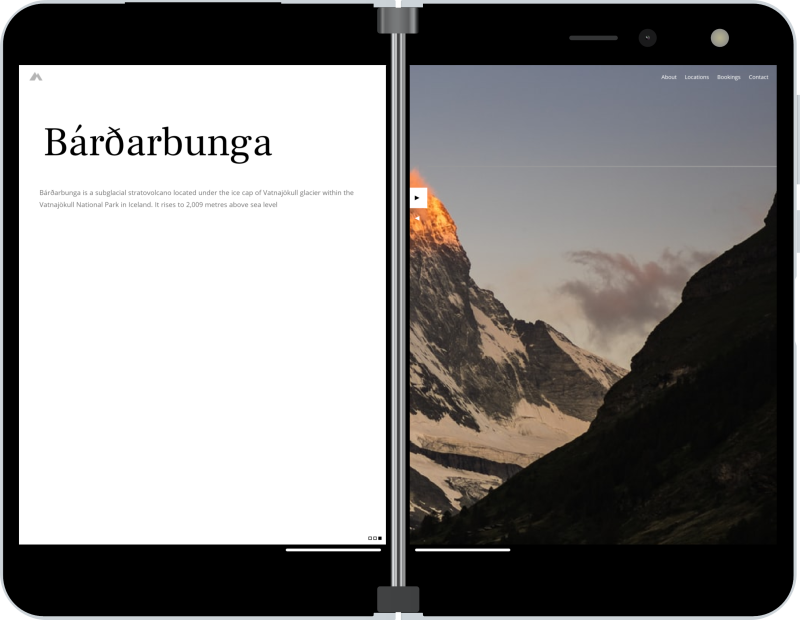 Bárðarbunga
Bárðarbunga is a subglacial stratovolcano located under the ice cap of Vatnajökull glacier within the
Vatnajökull National Park in Iceland. It rises to 2,009 metres above sea level
About Locations Bookings Contact